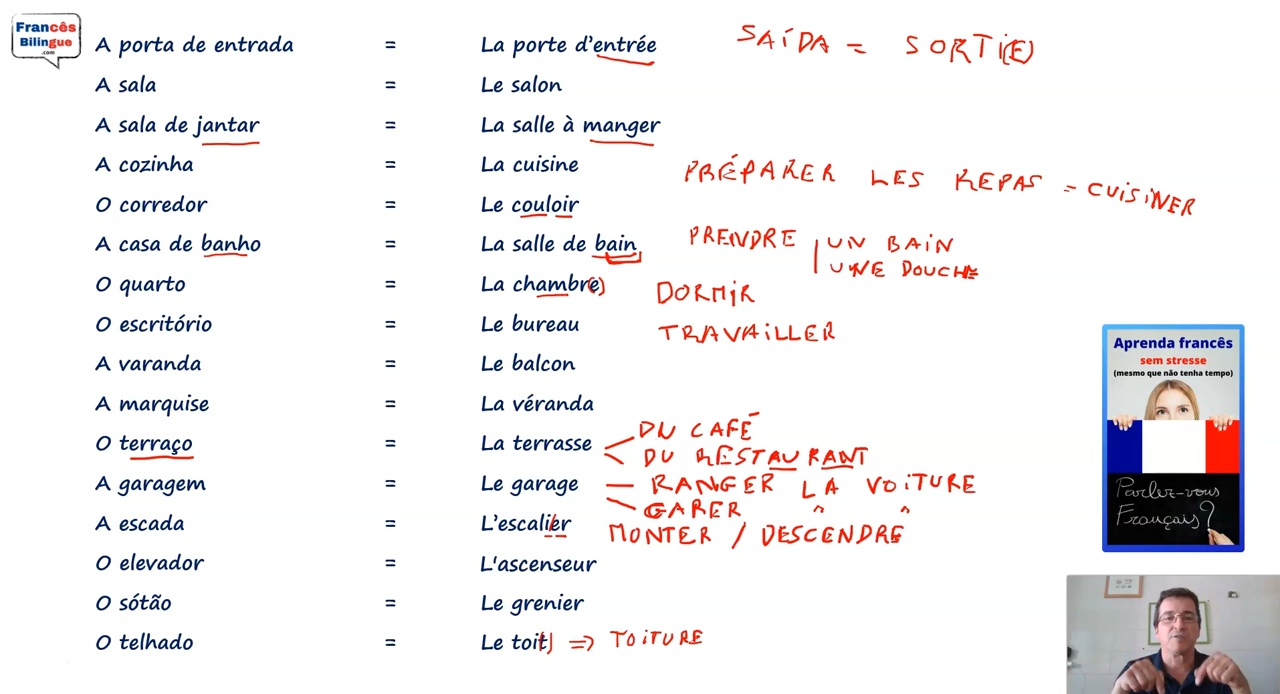 Francês
Bilingue
.com
A porta de entrada = La porte d'entrée SAÍDA = SORTI(E)
A sala = Le salon
A sala de jantar = La salle à manger
A cozinha = La cuisine PRÉPARER LES REPAS = CUISINER
O corredor = Le couloir
A casa de banho = La salle de bain PRENDRE UN BAIN
UNE DOUCHE
O quarto = La chambre DORMIR
O escritório = Le bureau TRAVAILLER
A varanda = Le balcon
A marquise = La véranda
DU CAFÉ
O terraço = La terrasse DU RESTAURANT
A garagem = Le garage RANGER LA VOITURE
GARER " "
A escada = L'escalier MONTER / DESCENDRE
O elevador = L'ascenseur
O sótão = Le grenier
O telhado = Le toit => TOITURE
Aprenda francês
sem stresse
(mesmo que não tenha tempo)
Parlez-vous
Français?